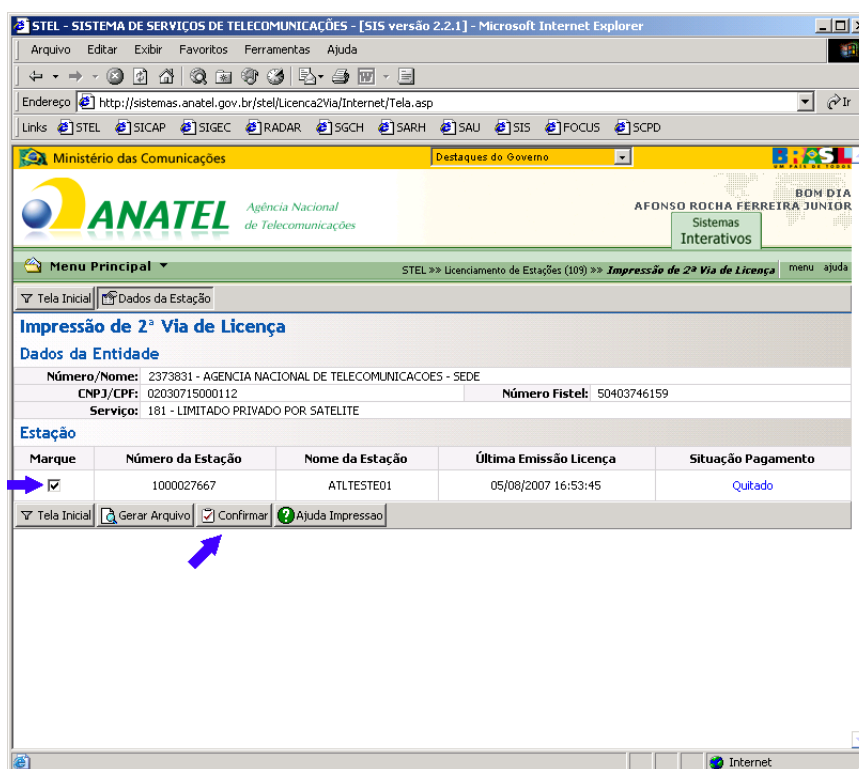 STEL - SISTEMA DE SERVIÇOS DE TELECOMUNICAÇÕES - [SIS versão 2.2.1] - Microsoft Internet Explorer
Arquivo Editar Exibir Favoritos Ferramentas Ajuda
Endereço http://sistemas.anatel.gov.br/stel/Licenca2Via/Internet/Tela.asp Ir
Links STEL SICAP SIGEC RADAR SGCH SARH SAU SIS FOCUS SCPD
Ministério das Comunicações Destaques do Governo BRASIL
UM PAÍS DE TODOS
BOM DIA
ANATEL Agência Nacional de Telecomunicações
AFONSO ROCHA FERREIRA JUNIOR
Sistemas
Interativos
Menu Principal STEL »» Licenciamento de Estações (109) »» Impressão de 2ª Via de Licença menu ajuda
Tela Inicial Dados da Estação
Impressão de 2ª Via de Licença
Dados da Entidade
Número/Nome: 2373831 - AGENCIA NACIONAL DE TELECOMUNICACOES - SEDE
CNPJ/CPF: 02030715000112 Número Fistel: 50403746159
Serviço: 181 - LIMITADO PRIVADO POR SATELITE
Estação
Marque Número da Estação Nome da Estação Última Emissão Licença Situação Pagamento
1000027667 ATLTESTE01 05/08/2007 16:53:45 Quitado
Tela Inicial Gerar Arquivo Confirmar Ajuda Impressao
Internet